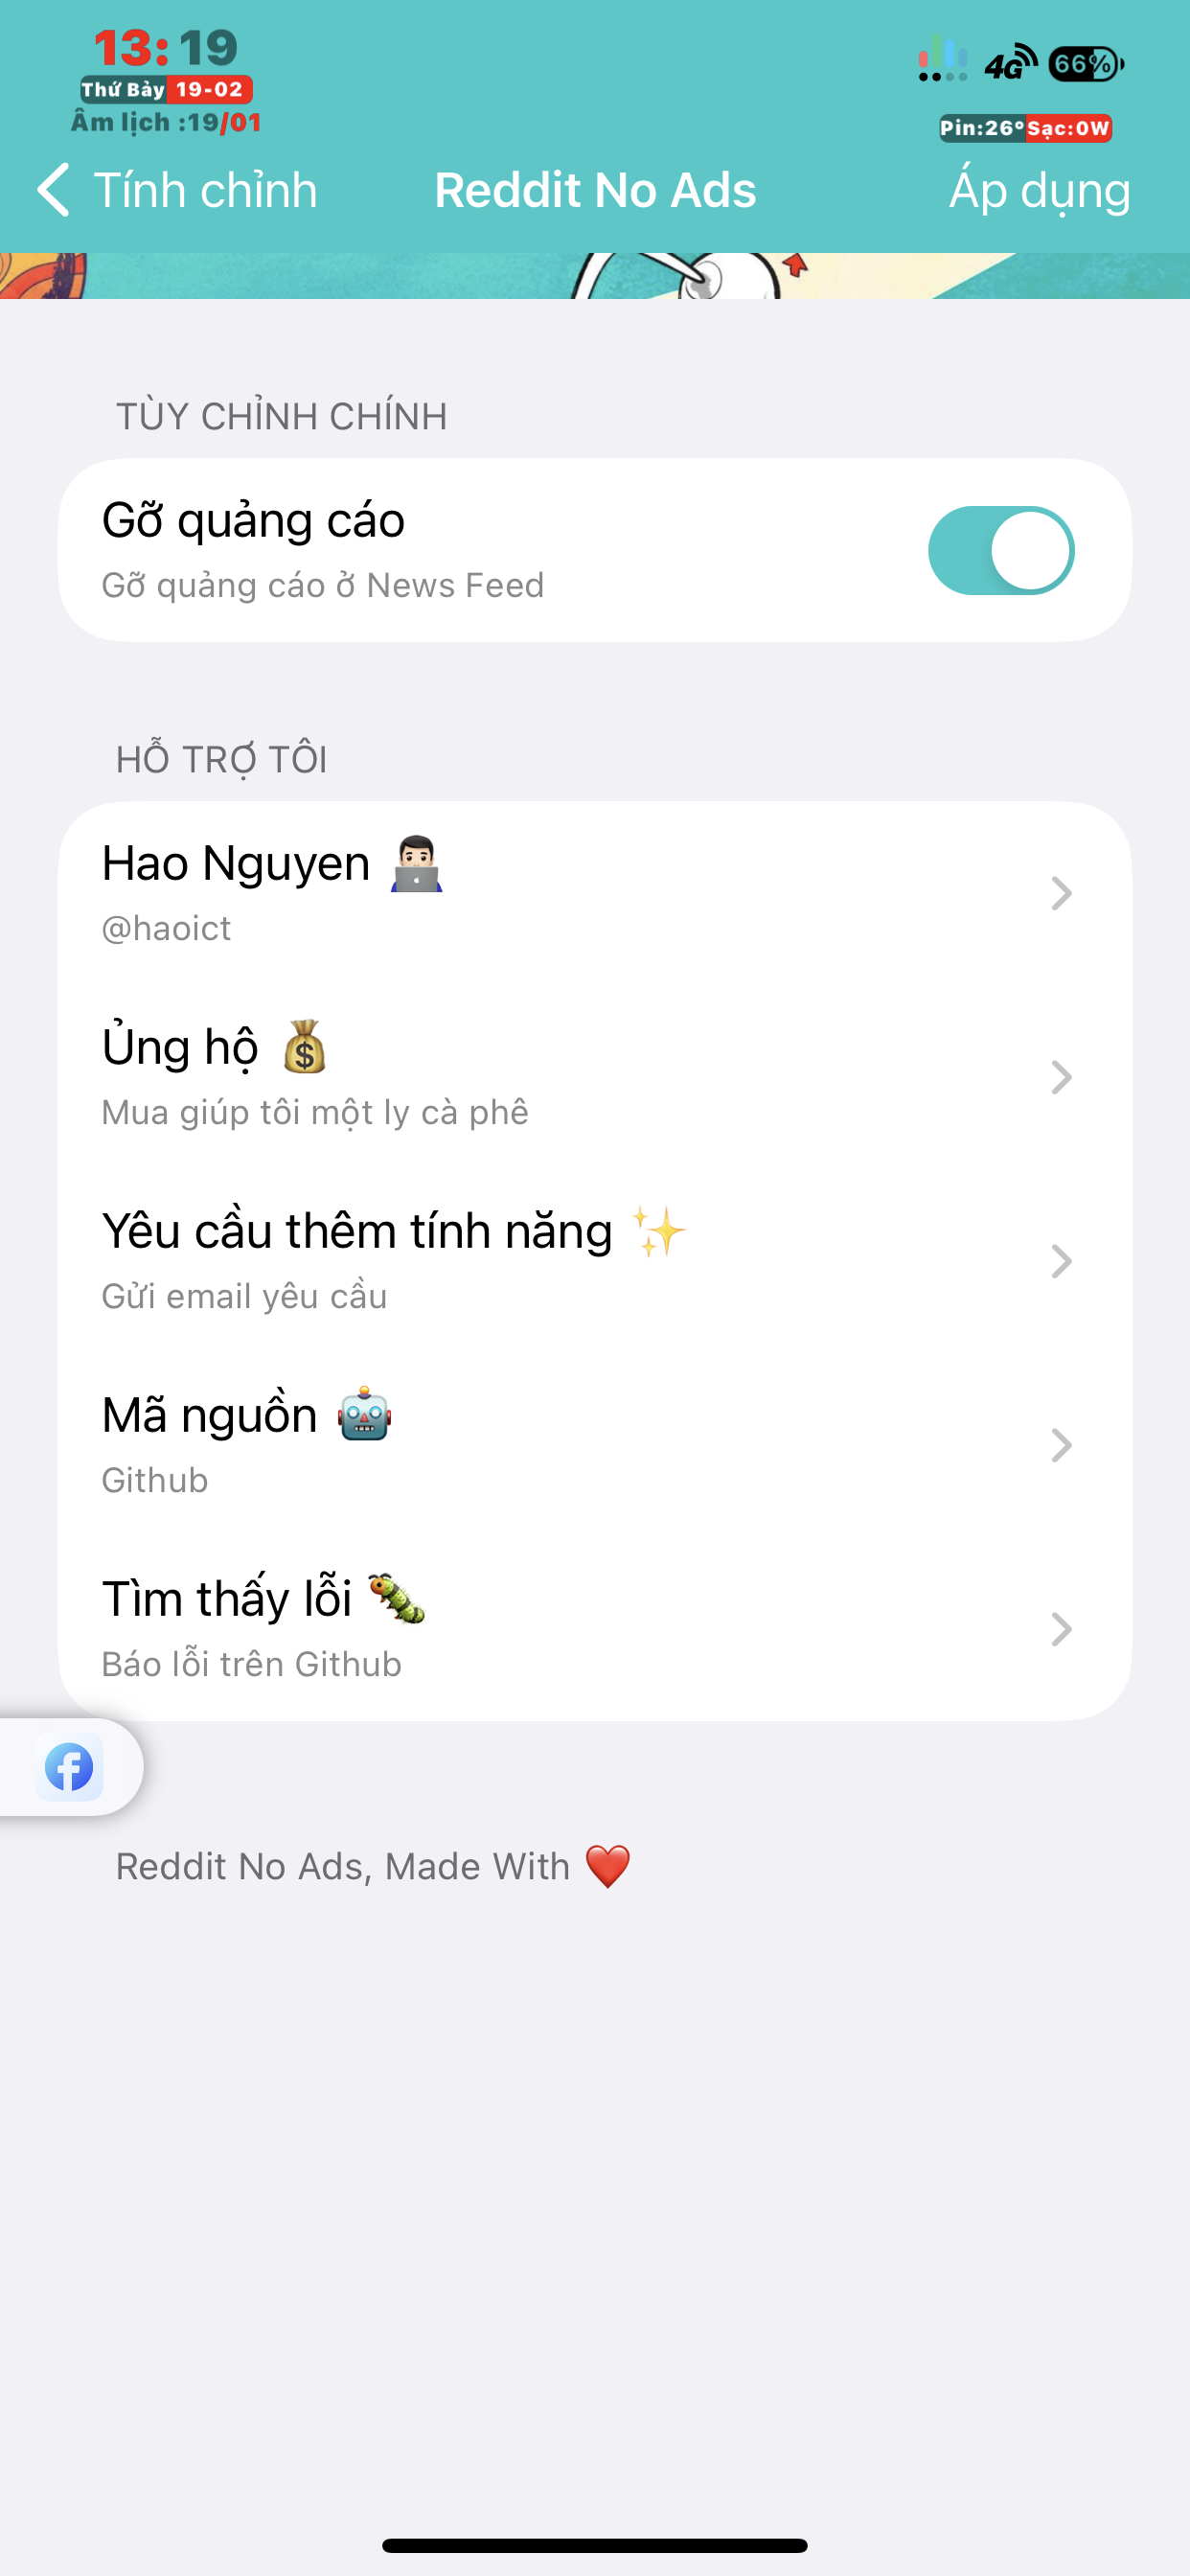 13:19
Thứ Bảy 19-02
Âm lịch :19/01
4G
66%
Pin:26° Sạc:0W
Tính chỉnh
Reddit No Ads
Áp dụng
TÙY CHỈNH CHÍNH
Gỡ quảng cáo
Gỡ quảng cáo ở News Feed
HỖ TRỢ TÔI
Hao Nguyen 👨🏻‍💻
@haoict
Ủng hộ 💰
Mua giúp tôi một ly cà phê
Yêu cầu thêm tính năng ✨
Gửi email yêu cầu
Mã nguồn 🤖
Github
Tìm thấy lỗi 🐛
Báo lỗi trên Github
Reddit No Ads, Made With ❤️